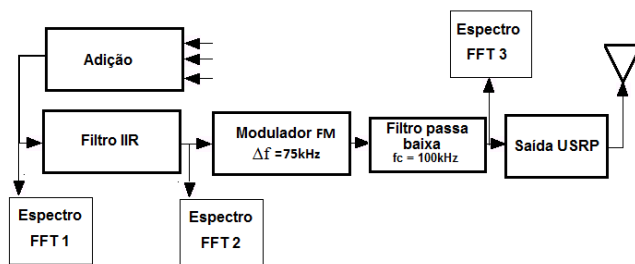 Adição
Espectro
FFT 3
Filtro IIR
Modulador FM
Δf =75kHz
Filtro passa
baixa
fc = 100kHz
Saída USRP
Espectro
FFT 1
Espectro
FFT 2